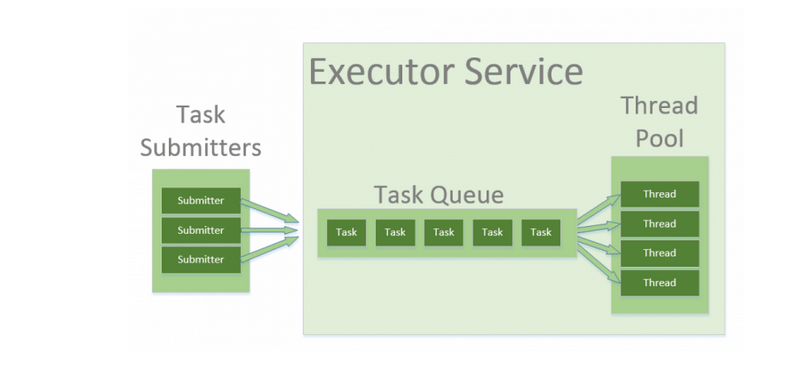 Executor Service
Task
Submitters
Submitter
Submitter
Submitter
Task Queue
Task Task Task Task Task
Thread
Pool
Thread
Thread
Thread
Thread